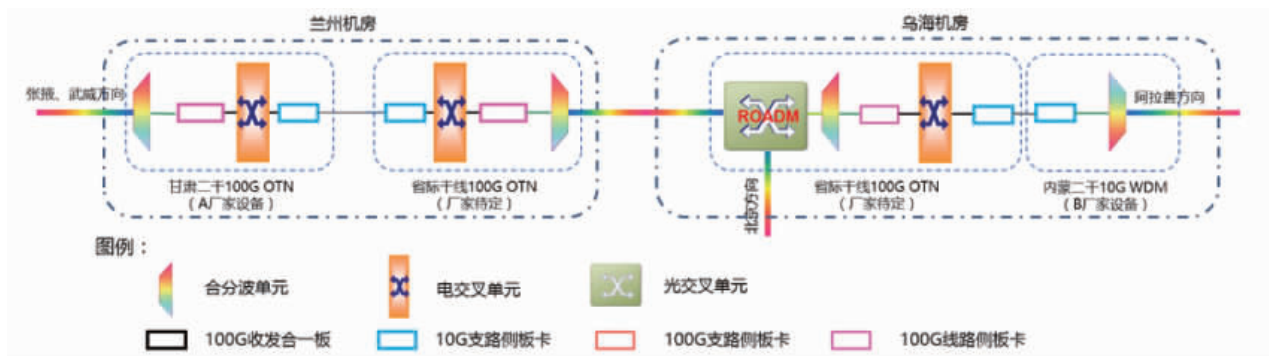 兰州机房
乌海机房
张掖、武威方向
ROADM
阿拉善方向
甘肃二干100G OTN
（A厂家设备）
省际干线100G OTN
（厂家待定）
北京方向
省际干线100G OTN
（厂家待定）
内蒙二干10G WDM
（B厂家设备）
图例：
合分波单元
电交叉单元
光交叉单元
100G收发合一板
10G支路侧板卡
100G支路侧板卡
100G线路侧板卡